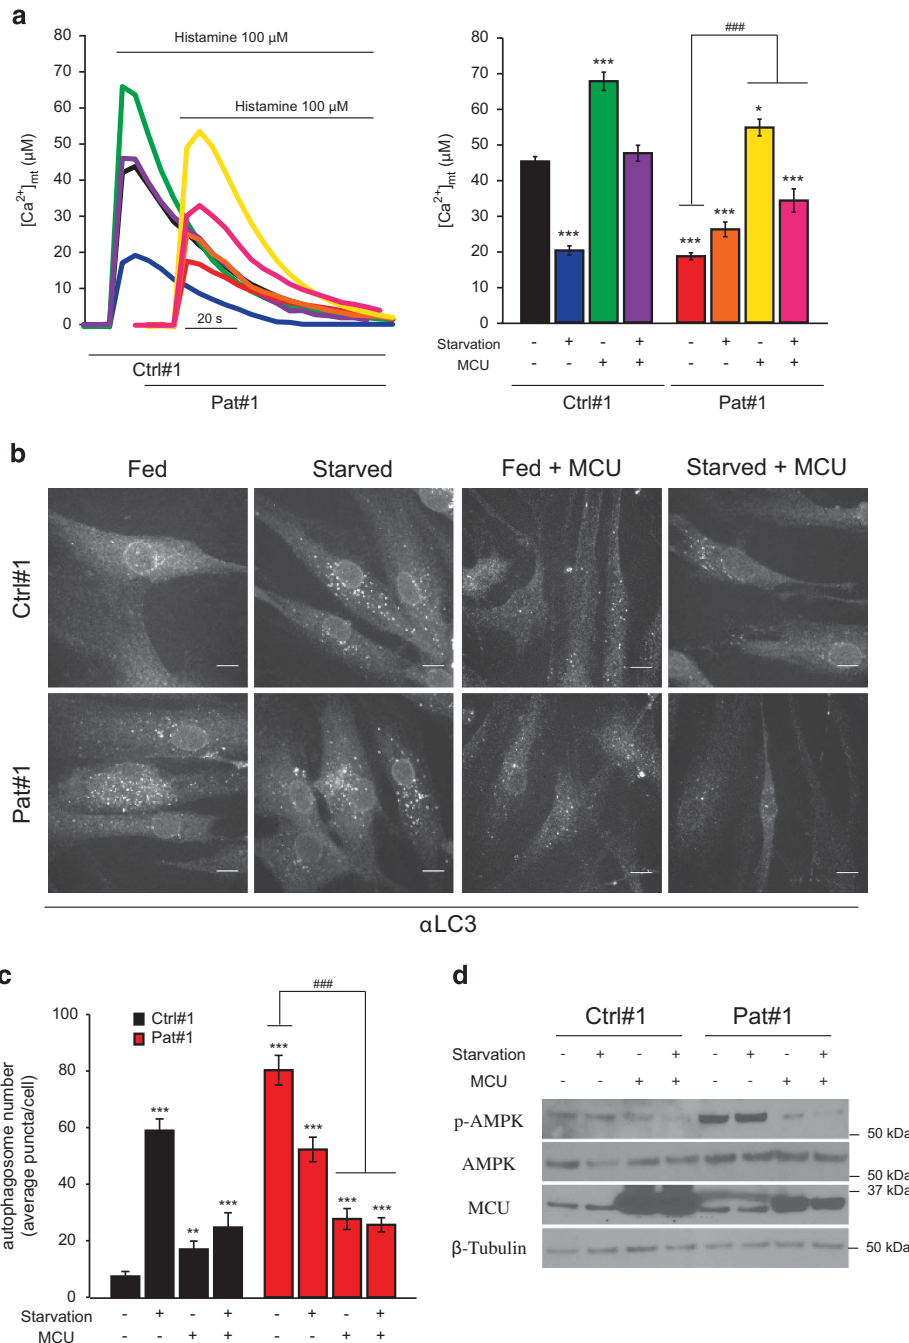 a
80
70
60
50
40
30
20
10
0
[Ca2+]mt (µM)
Histamine 100 µM
Histamine 100 µM
20 s
Ctrl#1
Pat#1
80
70
60
50
40
30
20
10
0
[Ca2+]mt (µM)
***
***
###
***
***
*
***
Starvation - + - + - + - +
MCU - - + + - - + +
Ctrl#1 Pat#1
b
Fed Starved Fed + MCU Starved + MCU
Ctrl#1
Pat#1
αLC3
c
100
80
60
40
20
0
autophagosome number
(average puncta/cell)
Ctrl#1
Pat#1
***
**
***
###
***
***
***
***
Starvation - + - + - + - +
MCU - - + + - - + +
d
Ctrl#1 Pat#1
Starvation - + - + - + - +
MCU - - + + - - + +
p-AMPK 50 kDa
AMPK 50 kDa
37 kDa
MCU
β-Tubulin 50 kDa